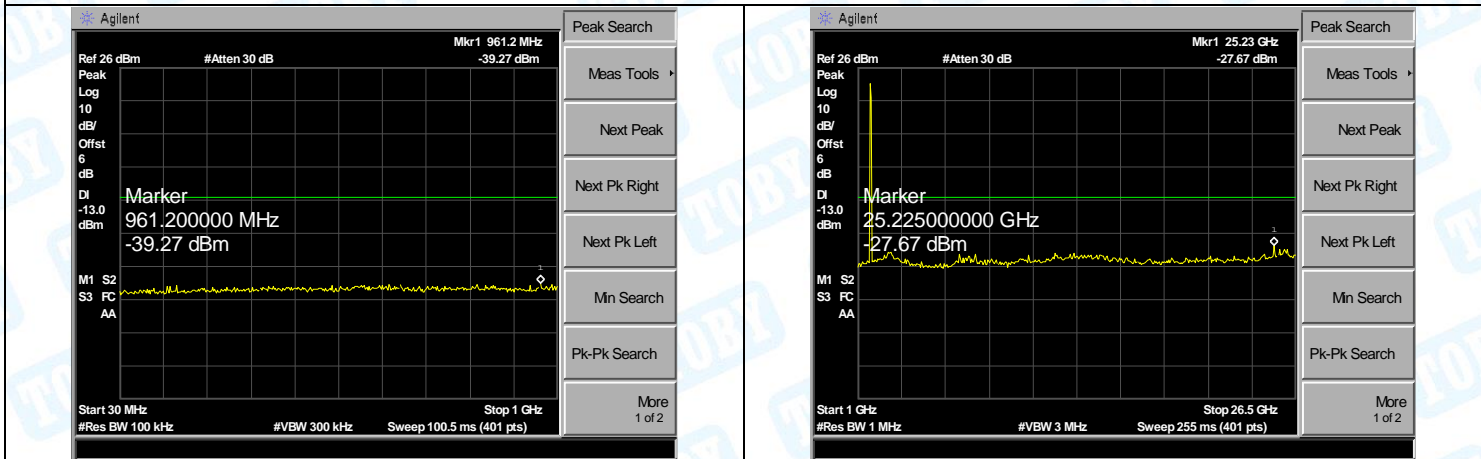 Agilent
Peak Search
Mkr1 961.2 MHz
Ref 26 dBm #Atten 30 dB -39.27 dBm
Peak
Log
10
dB/
Offst
6
dB
DI
-13.0
dBm
Marker
961.200000 MHz
-39.27 dBm
1
M1 S2
S3 FC
AA
Start 30 MHz Stop 1 GHz
#Res BW 100 kHz #VBW 300 kHz Sweep 100.5 ms (401 pts)
Meas Tools
Next Peak
Next Pk Right
Next Pk Left
Min Search
Pk-Pk Search
More
1 of 2
Agilent
Peak Search
Mkr1 25.23 GHz
Ref 26 dBm #Atten 30 dB -27.67 dBm
Peak
Log
10
dB/
Offst
6
dB
DI
-13.0
dBm
Marker
25.225000000 GHz
-27.67 dBm
1
M1 S2
S3 FC
AA
Start 1 GHz Stop 26.5 GHz
#Res BW 1 MHz #VBW 3 MHz Sweep 255 ms (401 pts)
Meas Tools
Next Peak
Next Pk Right
Next Pk Left
Min Search
Pk-Pk Search
More
1 of 2
TOBY